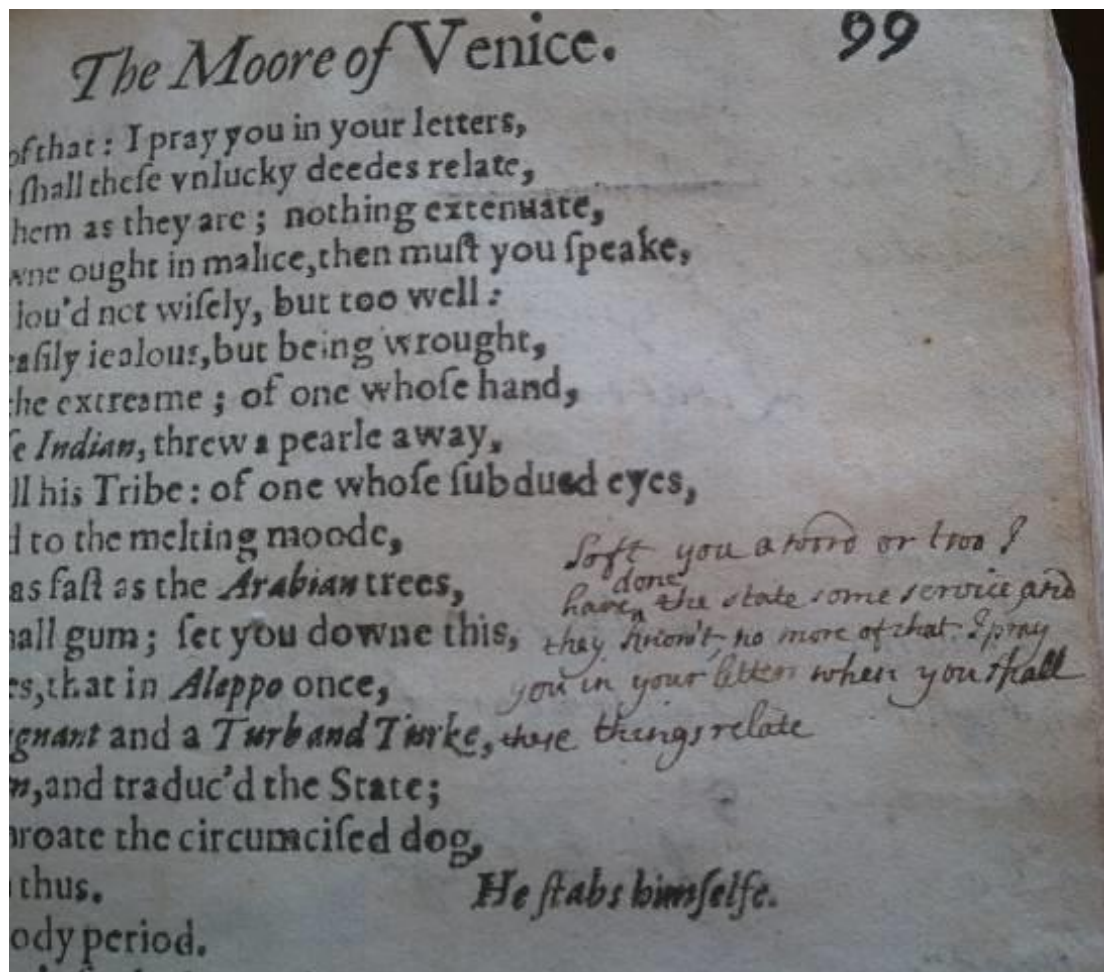 The Moore of Venice. 99
of that : I pray you in your letters,
ſhall theſe vnlucky deedes relate,
hem as they are ; nothing extenuate,
wne ought in malice, then muſt you ſpeake,
lou'd not wiſely, but too well :
eaſily iealous, but being wrought,
the extreame ; of one whoſe hand,
ſe Indian, threw a pearle away,
ll his Tribe : of one whoſe ſubdued eyes,
d to the melting moode,
as faſt as the Arabian trees,
nall gum ; ſet you downe this,
es, that in Aleppo once,
gnant and a Turband Turke,
n, and traduc'd the State ;
hroate the circumciſed dog,
thus.
He ſtabs himſelfe.
ody period.
Soft you a word or two I
done
have ‸ the state some service and
they know't, no more of that. I pray
you in your letters when you shall
these things relate